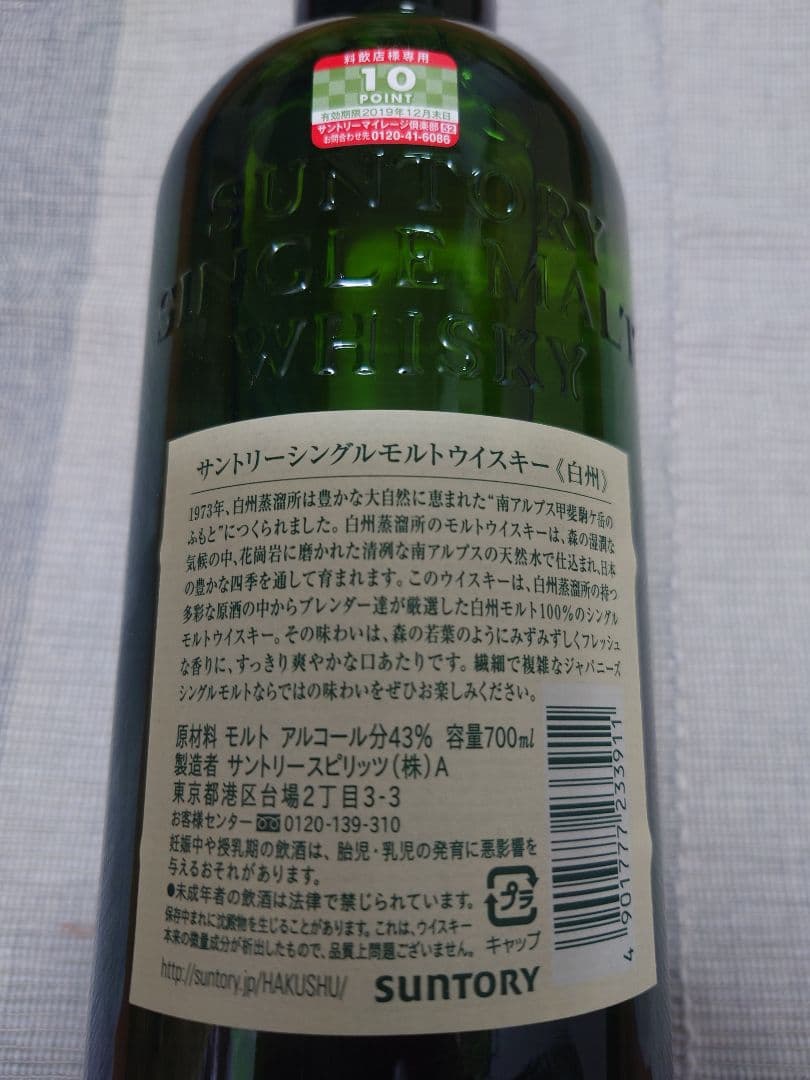 料飲店様専用
10
POINT
有効期限2019年12月末日
サントリーマイレージ倶楽部52
お問合わせ先0120-41-6086
SUNTORY
SINGLE MALT
WHISKY
サントリーシングルモルトウイスキー《白州》
1973年、白州蒸溜所は豊かな大自然に恵まれた“南アルプス甲斐駒ケ岳の
ふもと”につくられました。白州蒸溜所のモルトウイスキーは、森の湿潤な
気候の中、花崗岩に磨かれた清冽な南アルプスの天然水で仕込まれ、日本
の豊かな四季を通して育まれます。このウイスキーは、白州蒸溜所の持つ
多彩な原酒の中からブレンダー達が厳選した白州モルト100%のシングル
モルトウイスキー。その味わいは、森の若葉のようにみずみずしくフレッシュ
な香りに、すっきり爽やかな口あたりです。繊細で複雑なジャパニーズ
シングルモルトならではの味わいをぜひお楽しみください。
原材料 モルト アルコール分43% 容量700ml
製造者 サントリースピリッツ(株)A
東京都港区台場2丁目3-3
お客様センター 0120-139-310
妊娠中や授乳期の飲酒は、胎児・乳児の発育に悪影響を
与えるおそれがあります。
●未成年者の飲酒は法律で禁じられています。
保存中まれに沈殿物を生じることがあります。これは、ウイスキー
本来の微量成分が析出したもので、品質上問題ございません。
プラ
キャップ
http://suntory.jp/HAKUSHU/ SUNTORY
4 901777 233911